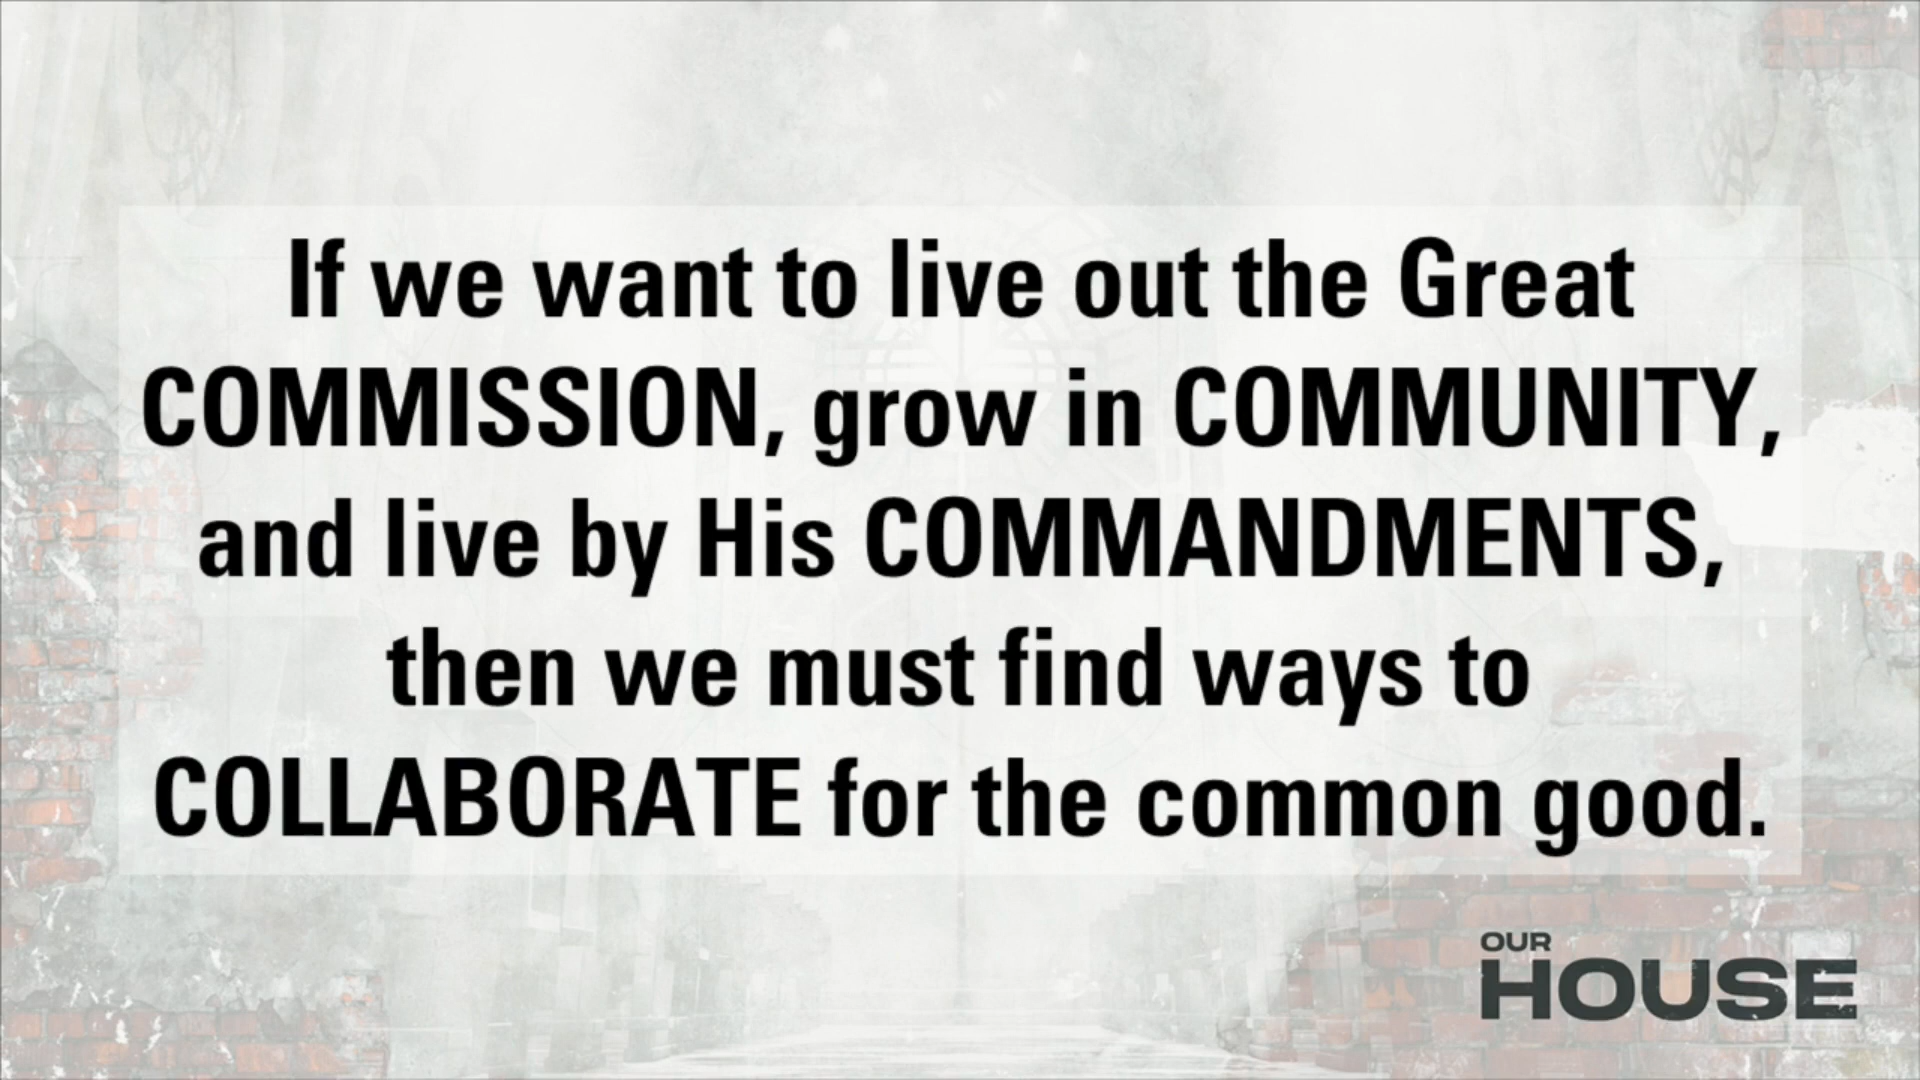 If we want to live out the Great
COMMISSION, grow in COMMUNITY,
and live by His COMMANDMENTS,
then we must find ways to
COLLABORATE for the common good.
OUR
HOUSE